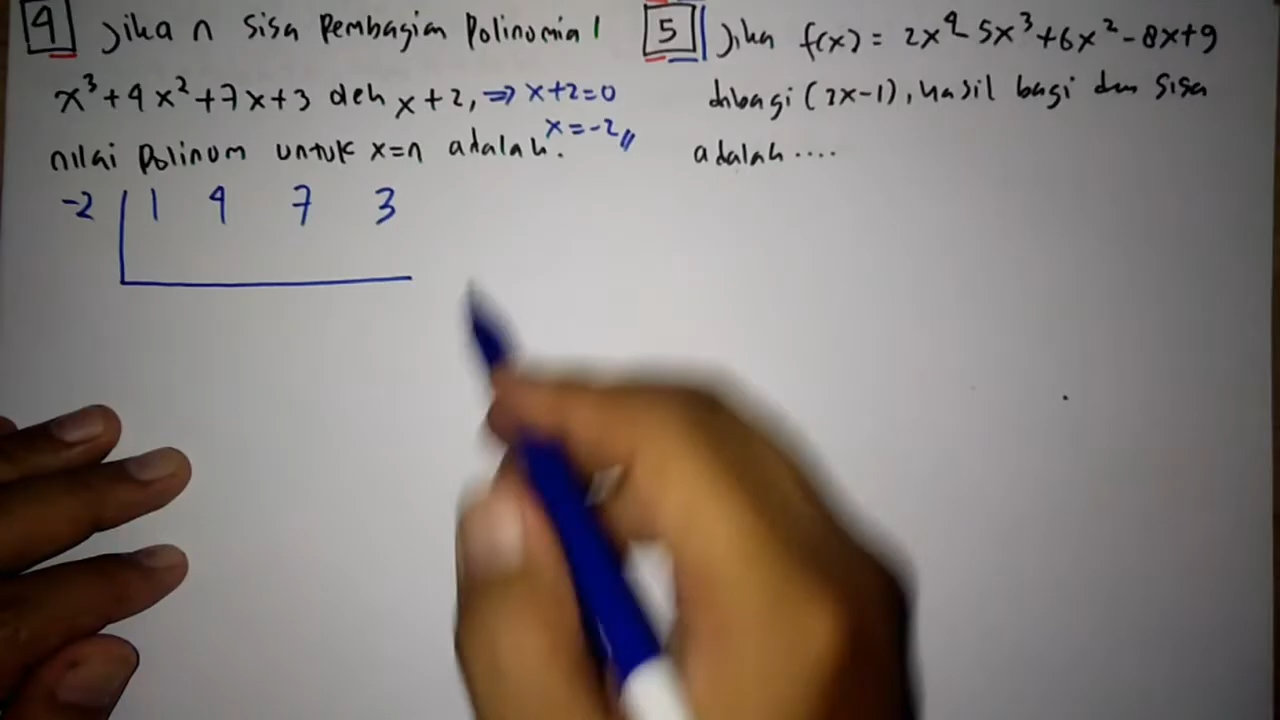 4 Jika n sisa Pembagian Polinomial
x³+4x²+7x+3 oleh x+2, ⇒ x+2=0
x=-2
nilai Polinom untuk x=n adalah.
-2 1 4 7 3
5 Jika f(x) = 2x⁴ 5x³+6x²-8x+9
dibagi (2x-1), hasil bagi dan sisa
adalah ....